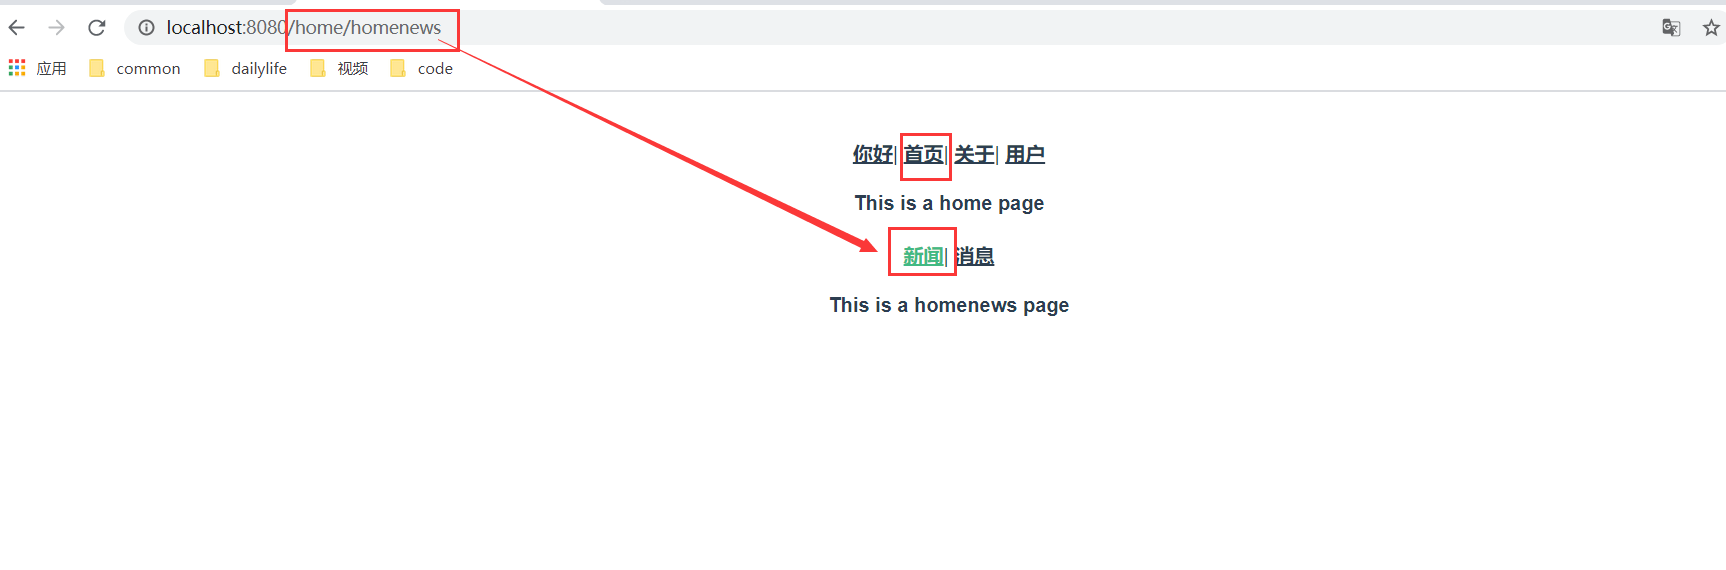 localhost:8080/home/homenews
应用 common dailylife 视频 code
你好| 首页| 关于| 用户
This is a home page
新闻| 消息
This is a homenews page